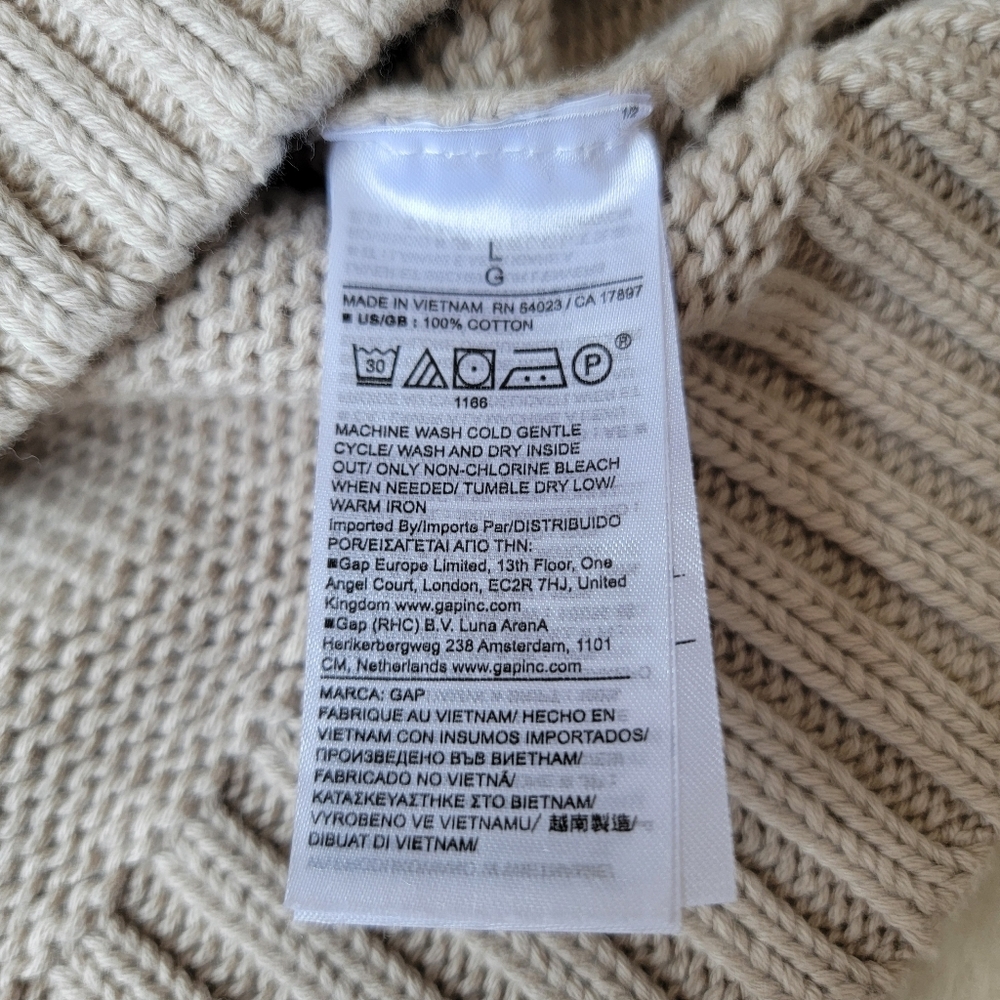 1/2
L
G
MADE IN VIETNAM RN 54023 / CA 17897
■ US/GB : 100% COTTON
30 P ®
1166
MACHINE WASH COLD GENTLE
CYCLE/ WASH AND DRY INSIDE
OUT/ ONLY NON-CHLORINE BLEACH
WHEN NEEDED/ TUMBLE DRY LOW/
WARM IRON
Imported By/Importe Par/DISTRIBUIDO
POR/ΕΙΣΑΓΕΤΑΙ ΑΠΟ ΤΗΝ:
■Gap Europe Limited, 13th Floor, One
Angel Court, London, EC2R 7HJ, United
Kingdom www.gapinc.com
■Gap (RHC) B.V. Luna ArenA
Herikerbergweg 238 Amsterdam, 1101
CM, Netherlands www.gapinc.com
MARCA: GAP
FABRIQUE AU VIETNAM/ HECHO EN
VIETNAM CON INSUMOS IMPORTADOS/
ПРОИЗВЕДЕНО ВЪВ ВИЕТНАМ/
FABRICADO NO VIETNÃ/
ΚΑΤΑΣΚΕΥΑΣΤΗΚΕ ΣΤΟ ΒΙΕΤΝΑΜ/
VYROBENO VE VIETNAMU/ 越南製造/
DIBUAT DI VIETNAM/